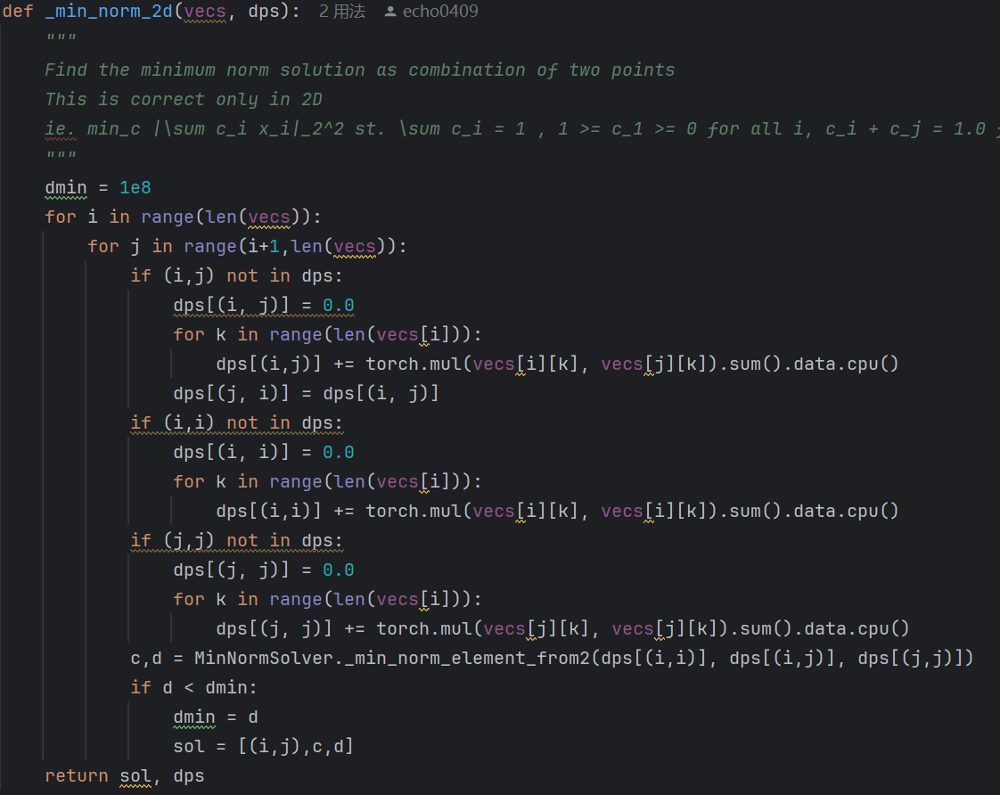 def _min_norm_2d(vecs, dps): 2 用法 echo0409
    """
    Find the minimum norm solution as combination of two points
    This is correct only in 2D
    ie. min_c |\\sum c_i x_i|_2^2 st. \sum c_i = 1 , 1 >= c_1 >= 0 for all i, c_i + c_j = 1.0
    """
    dmin = 1e8
    for i in range(len(vecs)):
        for j in range(i+1,len(vecs)):
            if (i,j) not in dps:
                dps[(i, j)] = 0.0
                for k in range(len(vecs[i])):
                    dps[(i,j)] += torch.mul(vecs[i][k], vecs[j][k]).sum().data.cpu()
                dps[(j, i)] = dps[(i, j)]
            if (i,i) not in dps:
                dps[(i, i)] = 0.0
                for k in range(len(vecs[i])):
                    dps[(i,i)] += torch.mul(vecs[i][k], vecs[i][k]).sum().data.cpu()
            if (j,j) not in dps:
                dps[(j, j)] = 0.0
                for k in range(len(vecs[i])):
                    dps[(j, j)] += torch.mul(vecs[j][k], vecs[j][k]).sum().data.cpu()
            c,d = MinNormSolver._min_norm_element_from2(dps[(i,i)], dps[(i,j)], dps[(j,j)])
            if d < dmin:
                dmin = d
                sol = [(i,j),c,d]
    return sol, dps